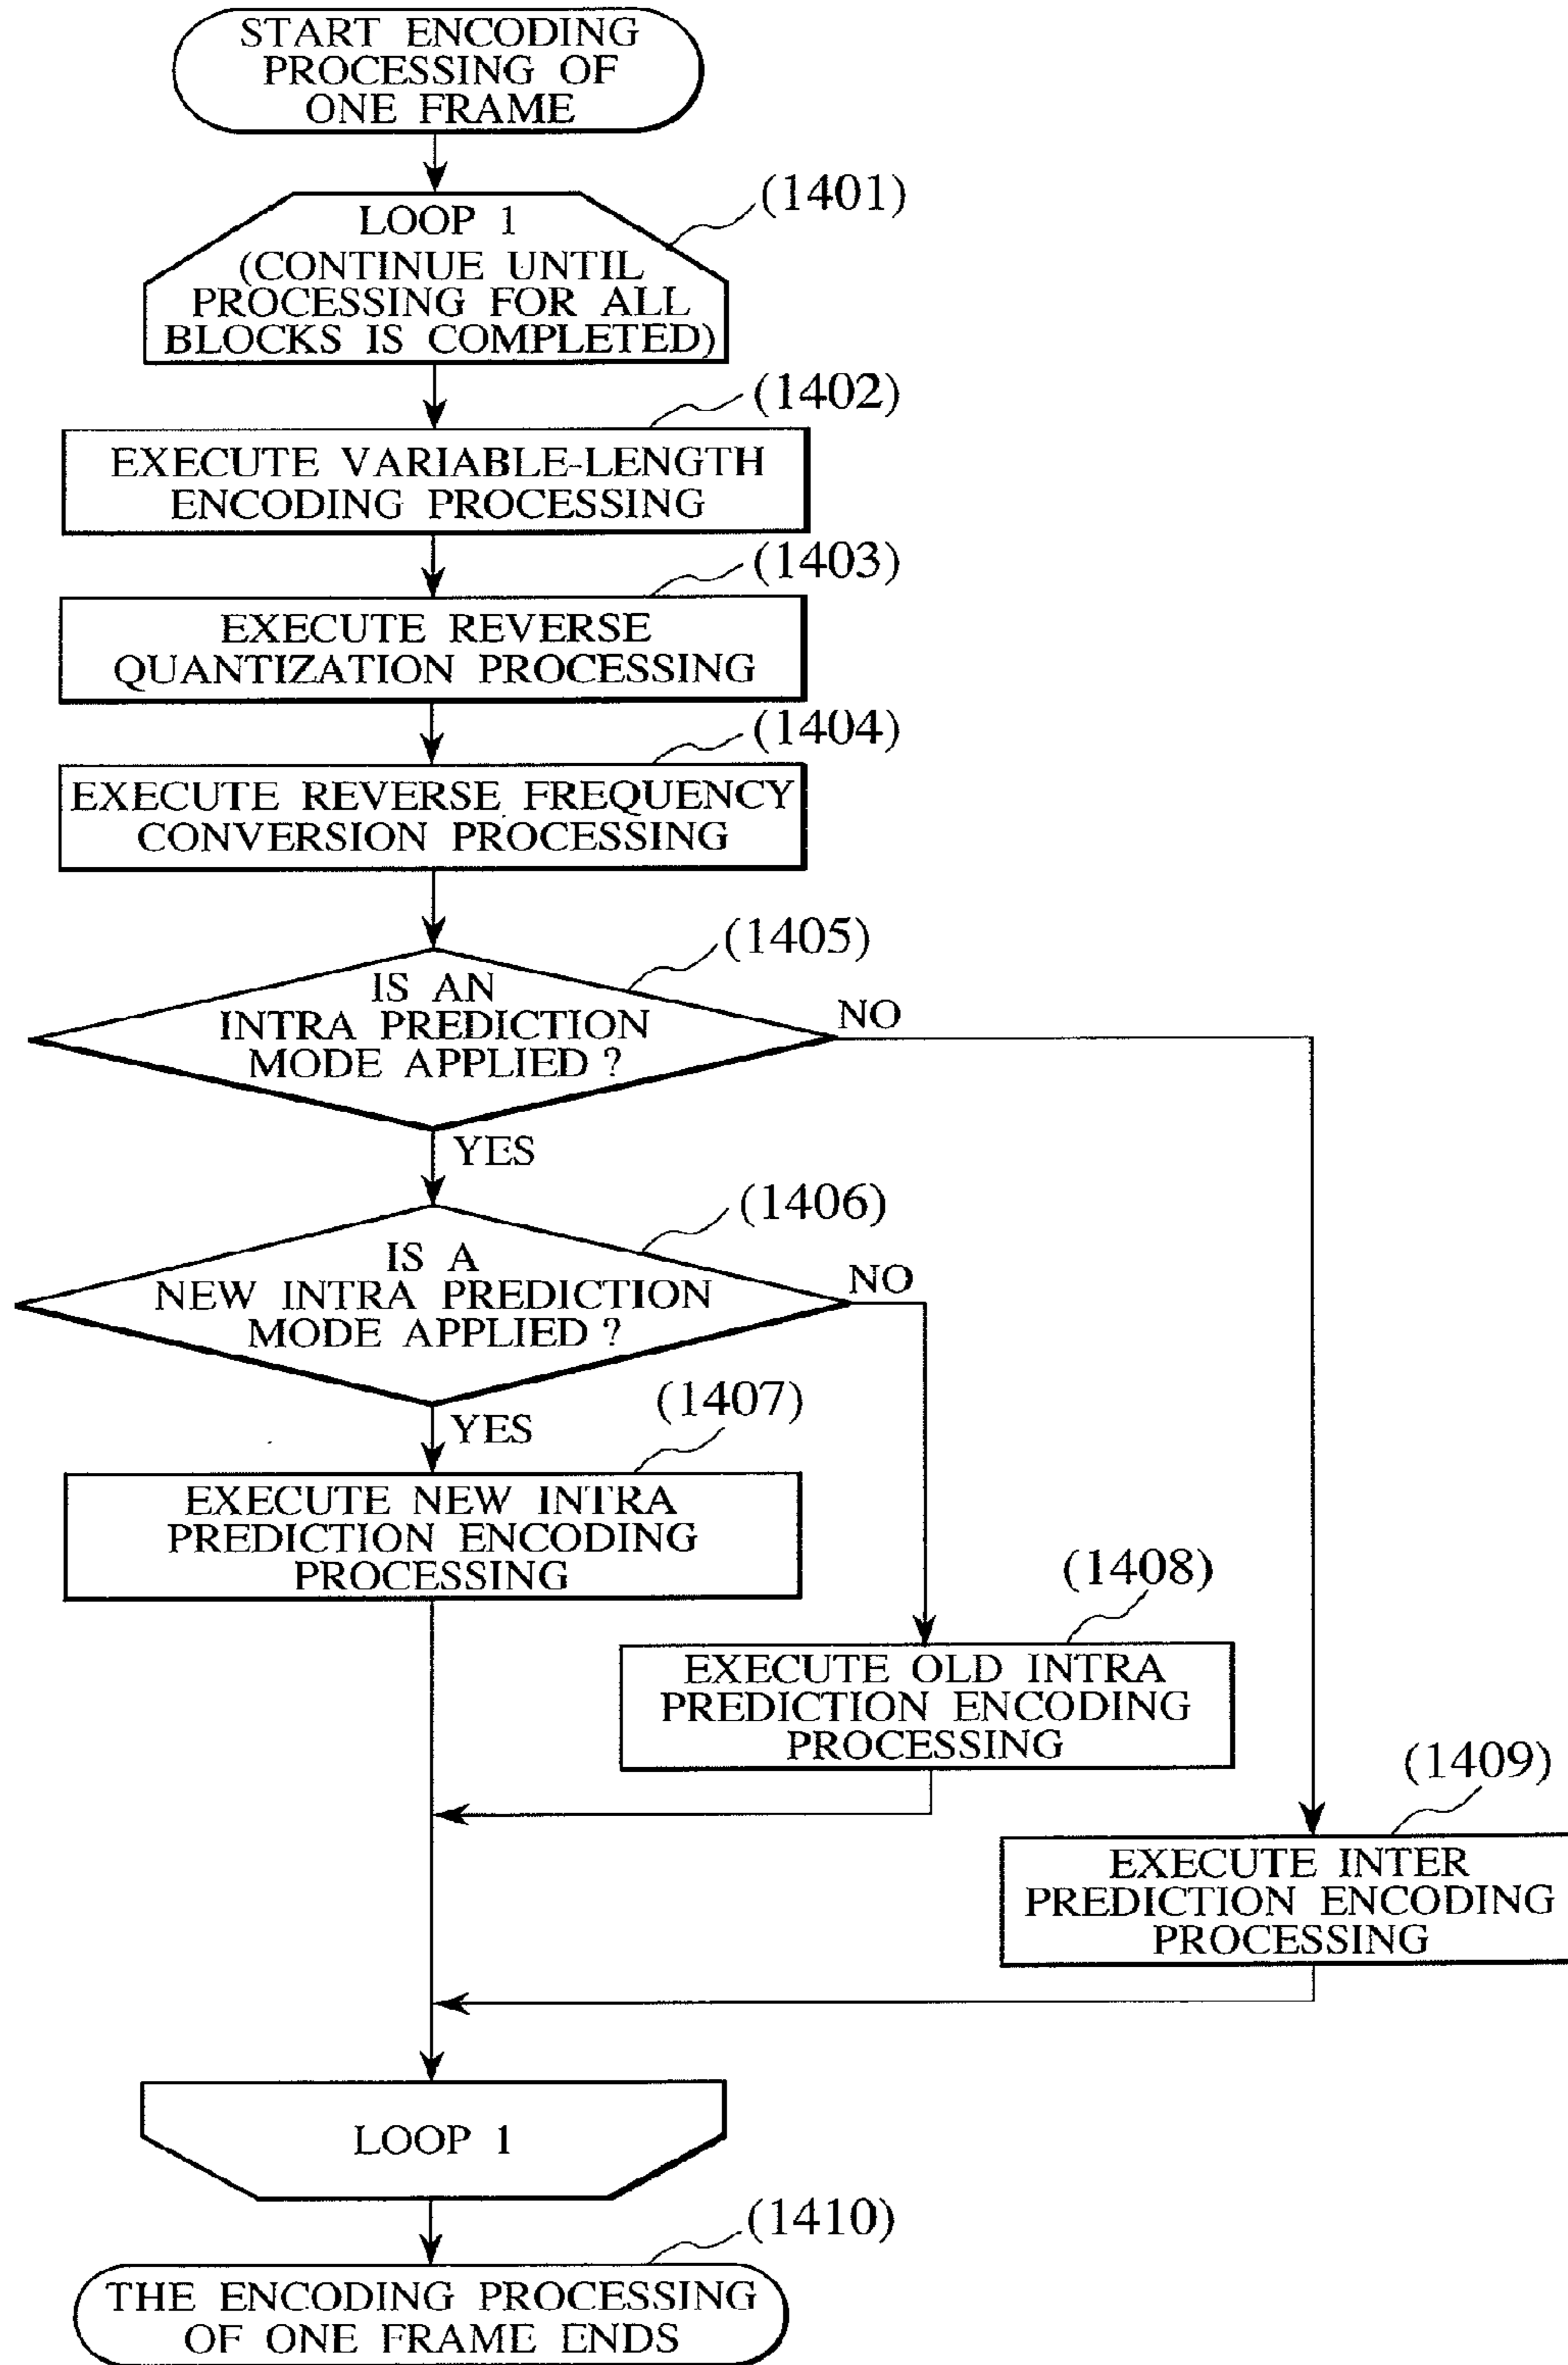 START ENCODING
PROCESSING OF
ONE FRAME
(1401)
LOOP 1
(CONTINUE UNTIL
PROCESSING FOR ALL
BLOCKS IS COMPLETED)
(1402)
EXECUTE VARIABLE-LENGTH
ENCODING PROCESSING
(1403)
EXECUTE REVERSE
QUANTIZATION PROCESSING
(1404)
EXECUTE REVERSE FREQUENCY
CONVERSION PROCESSING
(1405)
IS AN
INTRA PREDICTION
MODE APPLIED ?
NO
YES
(1406)
IS A
NEW INTRA PREDICTION
MODE APPLIED ?
NO
YES
(1407)
EXECUTE NEW INTRA
PREDICTION ENCODING
PROCESSING
(1408)
EXECUTE OLD INTRA
PREDICTION ENCODING
PROCESSING
(1409)
EXECUTE INTER
PREDICTION ENCODING
PROCESSING
LOOP 1
(1410)
THE ENCODING PROCESSING
OF ONE FRAME ENDS